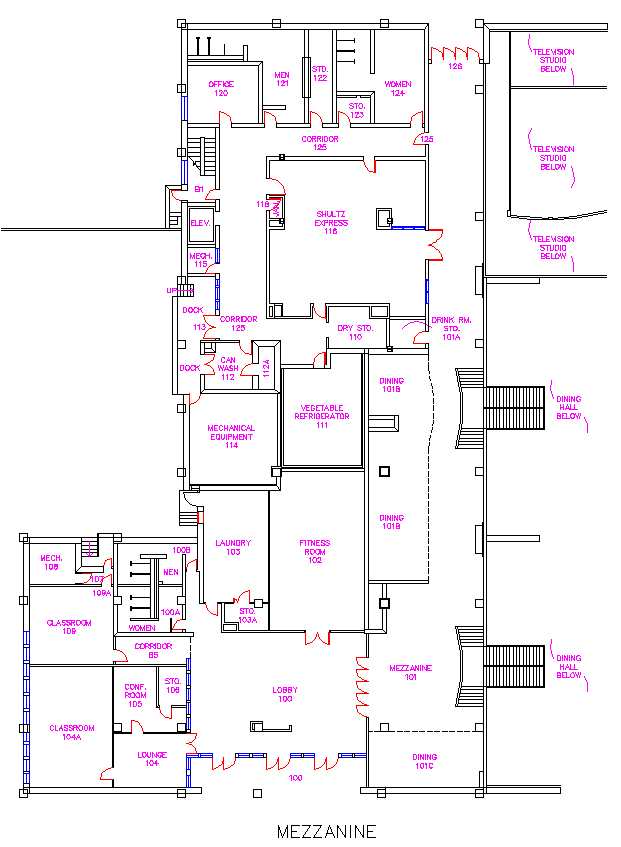 TELEVISION
STUDIO
BELOW
126
MEN
121
STO.
122
OFFICE
120
WOMEN
124
STO.
123
CORRIDOR
125
125
TELEVISION
STUDIO
BELOW
B1
118
JAN.
SHULTZ
EXPRESS
116
ELEV.
TELEVISION
STUDIO
BELOW
MECH.
115
UP
DOCK
113
CORRIDOR
125
DRY STO.
110
DRINK RM.
STO.
101A
DOCK
CAN
WASH
112
112A
DINING
101B
VEGETABLE
REFRIGERATOR
111
DINING
HALL
BELOW
MECHANICAL
EQUIPMENT
114
DINING
101B
LAUNDRY
103
FITNESS
ROOM
102
100B
MECH.
108
107
MEN
109A
100A
STO.
103A
CLASSROOM
109
WOMEN
CORRIDOR
B6
MEZZANINE
101
DINING
HALL
BELOW
CONF.
ROOM
105
STO.
106
LOBBY
100
CLASSROOM
104A
LOUNGE
104
DINING
101C
100
MEZZANINE